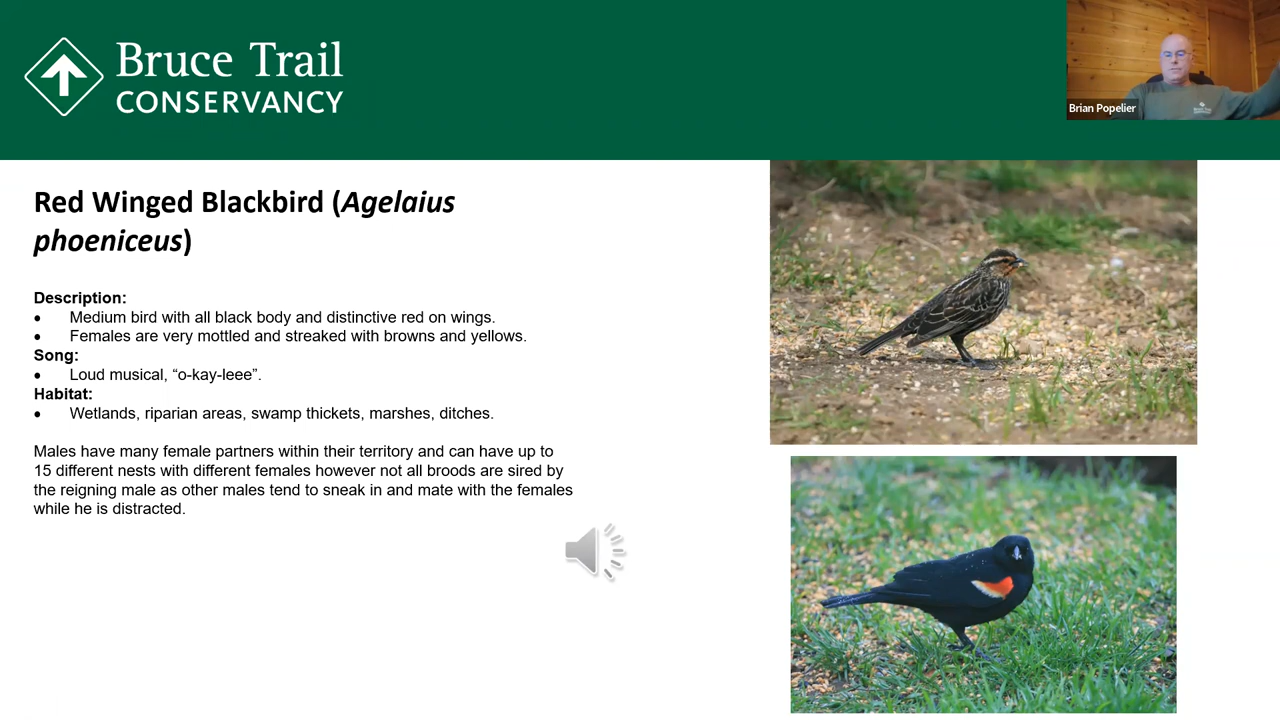 Bruce Trail
CONSERVANCY
Brian Popelier
Red Winged Blackbird (Agelaius
phoeniceus)
Description:
• Medium bird with all black body and distinctive red on wings.
• Females are very mottled and streaked with browns and yellows.
Song:
• Loud musical, “o-kay-leee”.
Habitat:
• Wetlands, riparian areas, swamp thickets, marshes, ditches.
Males have many female partners within their territory and can have up to
15 different nests with different females however not all broods are sired by
the reigning male as other males tend to sneak in and mate with the females
while he is distracted.